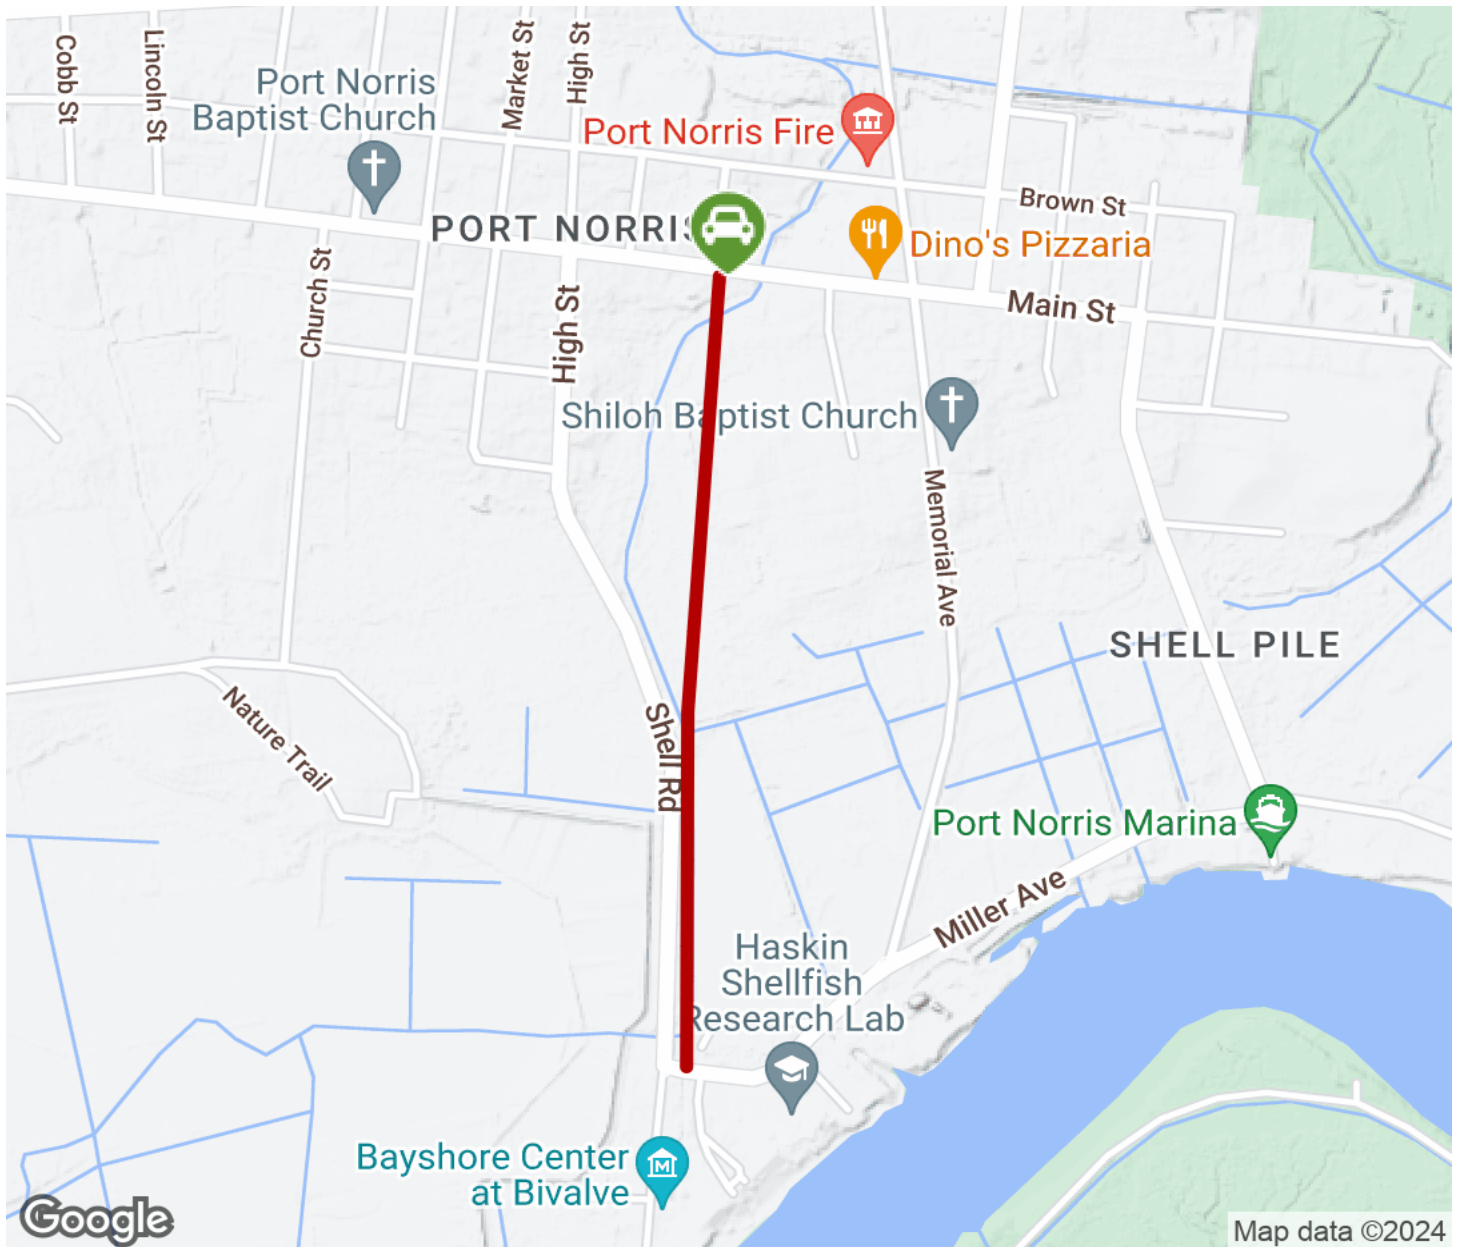 Cobb St
Lincoln St
Market St
High St
Port Norris
Baptist Church
Port Norris Fire
Brown St
PORT NORRIS
Dino's Pizzaria
Church St
High St
Main St
Shiloh Baptist Church
Memorial Ave
SHELL PILE
Nature Trail
Shell Rd
Port Norris Marina
Miller Ave
Haskin
Shellfish
Research Lab
Bayshore Center
at Bivalve
M
Google
Map data ©2024